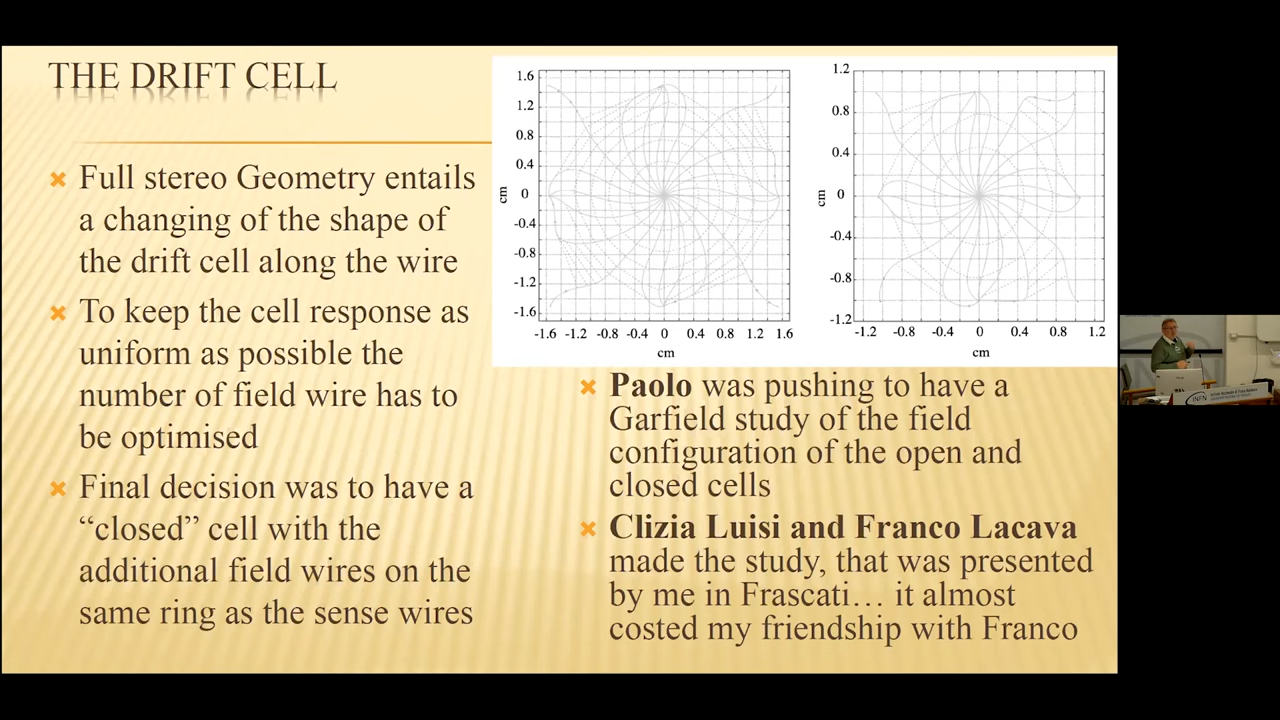 THE DRIFT CELL
Full stereo Geometry entails
a changing of the shape of
the drift cell along the wire
To keep the cell response as
uniform as possible the
number of field wire has to
be optimised
Final decision was to have a
“closed” cell with the
additional field wires on the
same ring as the sense wires
cm
1.6
1.2
0.8
0.4
0
-0.4
-0.8
-1.2
-1.6
-1.6 -1.2 -0.8 -0.4 0 0.4 0.8 1.2 1.6
cm
cm
1.2
0.8
0.4
0
-0.4
-0.8
-1.2
-1.2 -0.8 -0.4 0 0.4 0.8 1.2
cm
Paolo was pushing to have a
Garfield study of the field
configuration of the open and
closed cells
Clizia Luisi and Franco Lacava
made the study, that was presented
by me in Frascati… it almost
costed my friendship with Franco
INFN